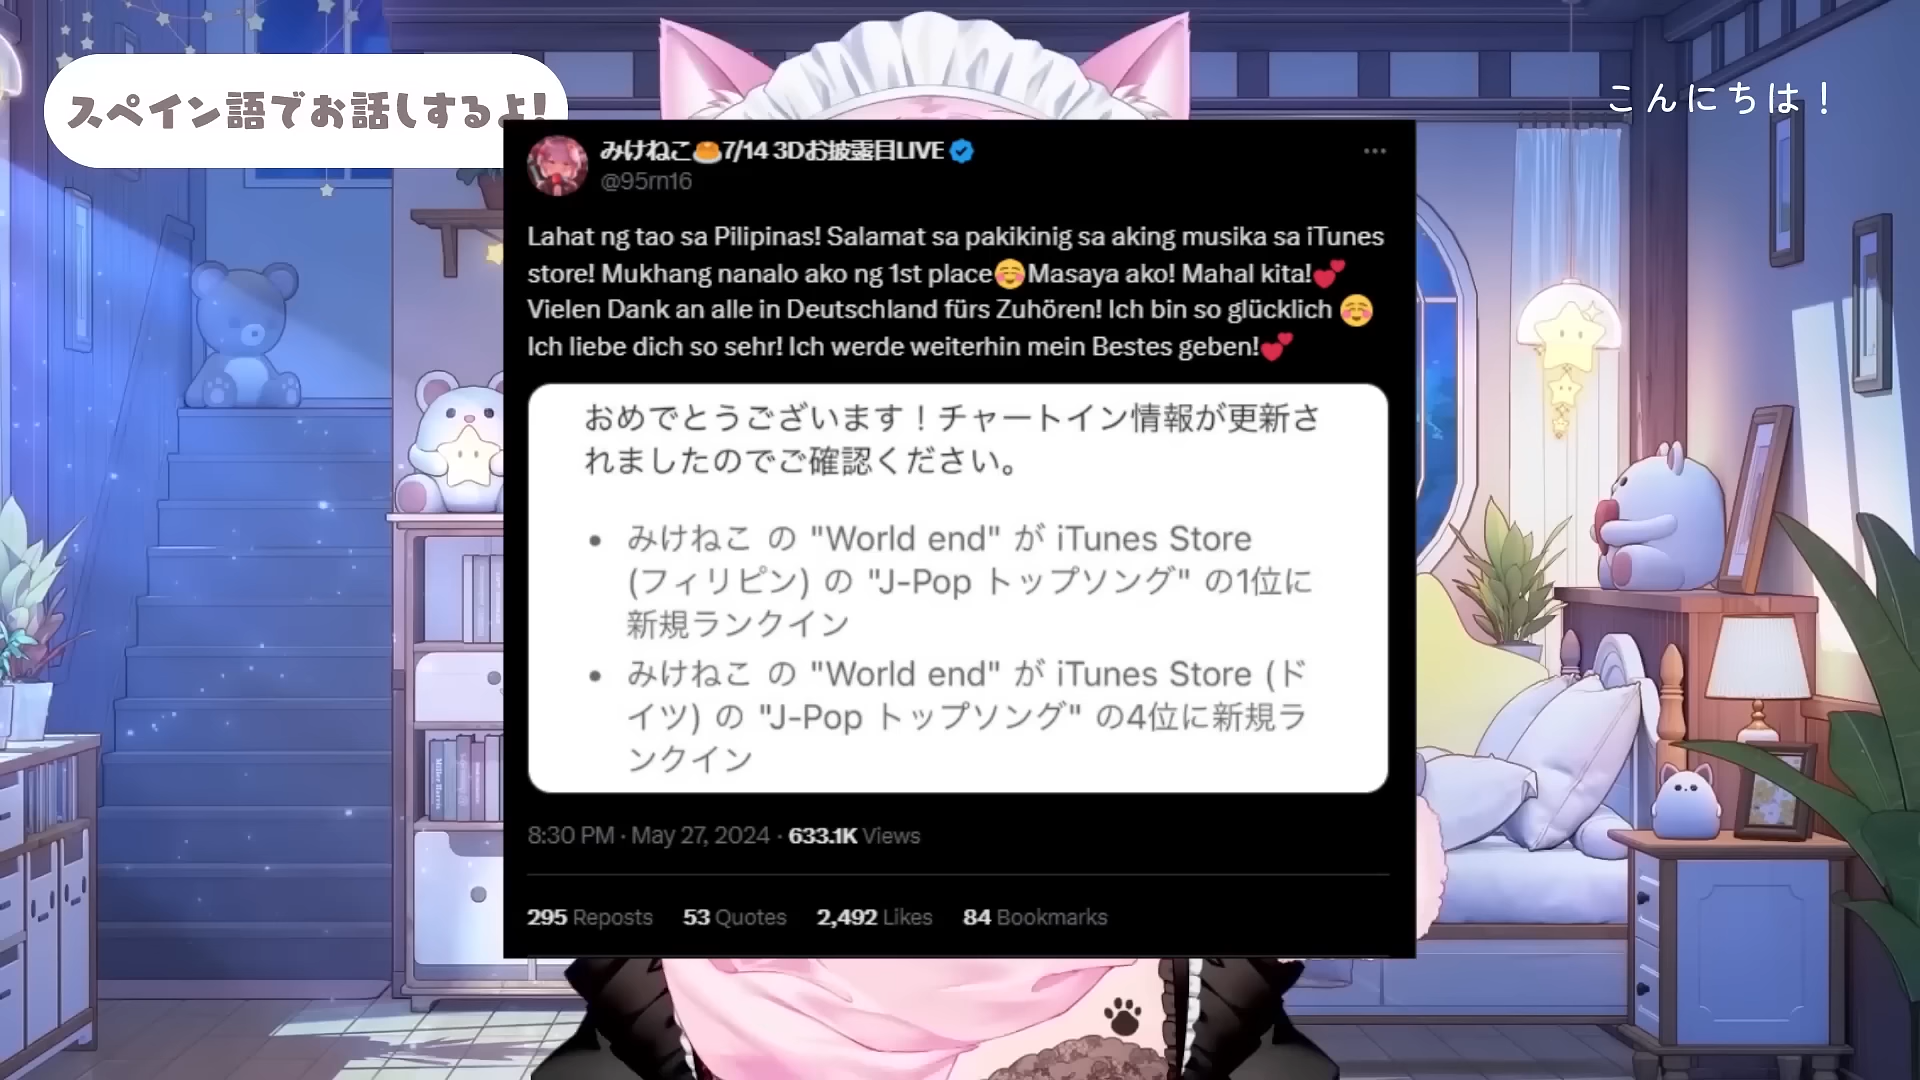 スペイン語でお話しするよ!
こんにちは！
みけねこ🍮7/14 3Dお披露目LIVE
@95rn16
Lahat ng tao sa Pilipinas! Salamat sa pakikinig sa aking musika sa iTunes
store! Mukhang nanalo ako ng 1st place☺️Masaya ako! Mahal kita!💕
Vielen Dank an alle in Deutschland fürs Zuhören! Ich bin so glücklich ☺️
Ich liebe dich so sehr! Ich werde weiterhin mein Bestes geben!💕
おめでとうございます！チャートイン情報が更新さ
れましたのでご確認ください。
• みけねこ の "World end" が iTunes Store
(フィリピン) の "J-Pop トップソング" の1位に
新規ランクイン
• みけねこ の "World end" が iTunes Store (ド
イツ) の "J-Pop トップソング" の4位に新規ラ
ンクイン
8:30 PM · May 27, 2024 · 633.1K Views
295 Reposts 53 Quotes 2,492 Likes 84 Bookmarks